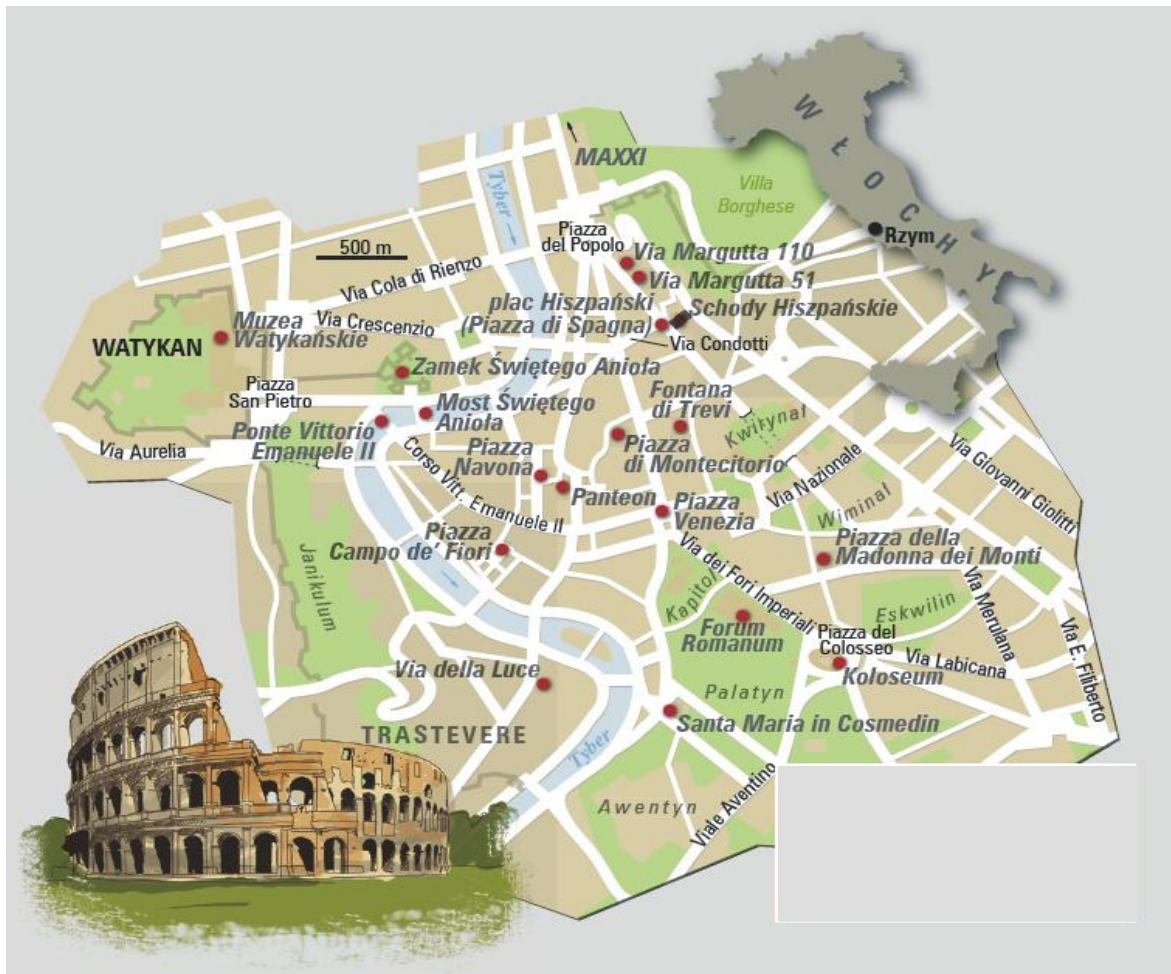 WŁOCHY
Rzym
MAXXI
Tyber
Villa
Borghese
Piazza
del Popolo
Via Margutta 110
Via Margutta 51
500 m
Via Cola di Rienzo
plac Hiszpański
(Piazza di Spagna)
Schody Hiszpańskie
Via Crescenzio
Via Condotti
Muzea
Watykańskie
WATYKAN
Zamek Świętego Anioła
Piazza
San Pietro
Fontana
di Trevi
Most Świętego
Anioła
Ponte Vittorio
Emanuele II
Via Aurelia
Kwirynał
Piazza
di Montecitorio
Piazza
Navona
Corso Vitt. Emanuele II
Panteon
Via Nazionale
Via Giovanni Giolitti
Piazza
Venezia
Wiminał
Piazza
Campo de' Fiori
Piazza della
Madonna dei Monti
Janikulum
Via dei Fori Imperiali
Kapitol
Eskwilin
Via Merulana
Forum
Romanum
Piazza del
Colosseo
Via Labicana
Via E. Filiberto
Koloseum
Via della Luce
Palatyn
Santa Maria in Cosmedin
TRASTEVERE
Tyber
Awentyn
Viale Aventino